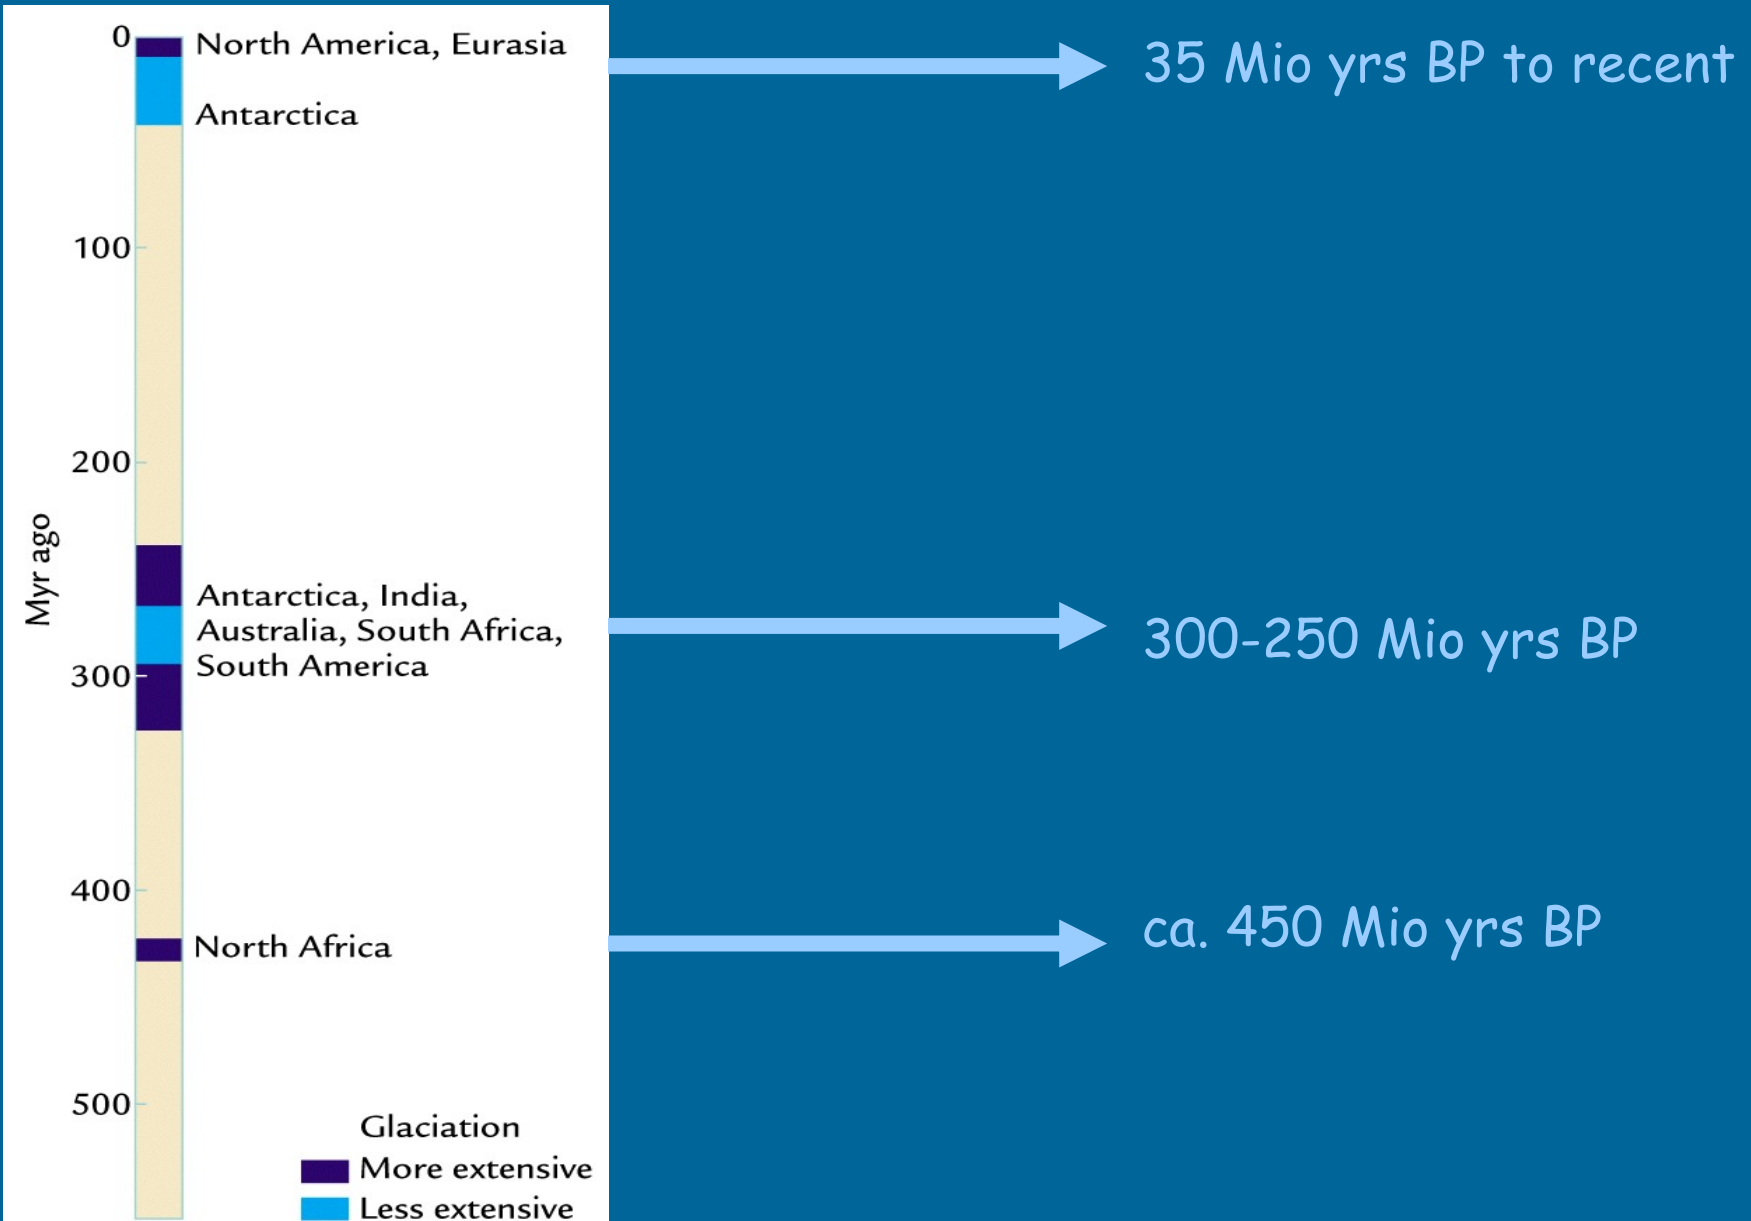 0
North America, Eurasia
35 Mio yrs BP to recent
Antarctica
100
200
Myr ago
Antarctica, India,
Australia, South Africa,
South America
300
300-250 Mio yrs BP
400
North Africa
ca. 450 Mio yrs BP
500
Glaciation
More extensive
Less extensive